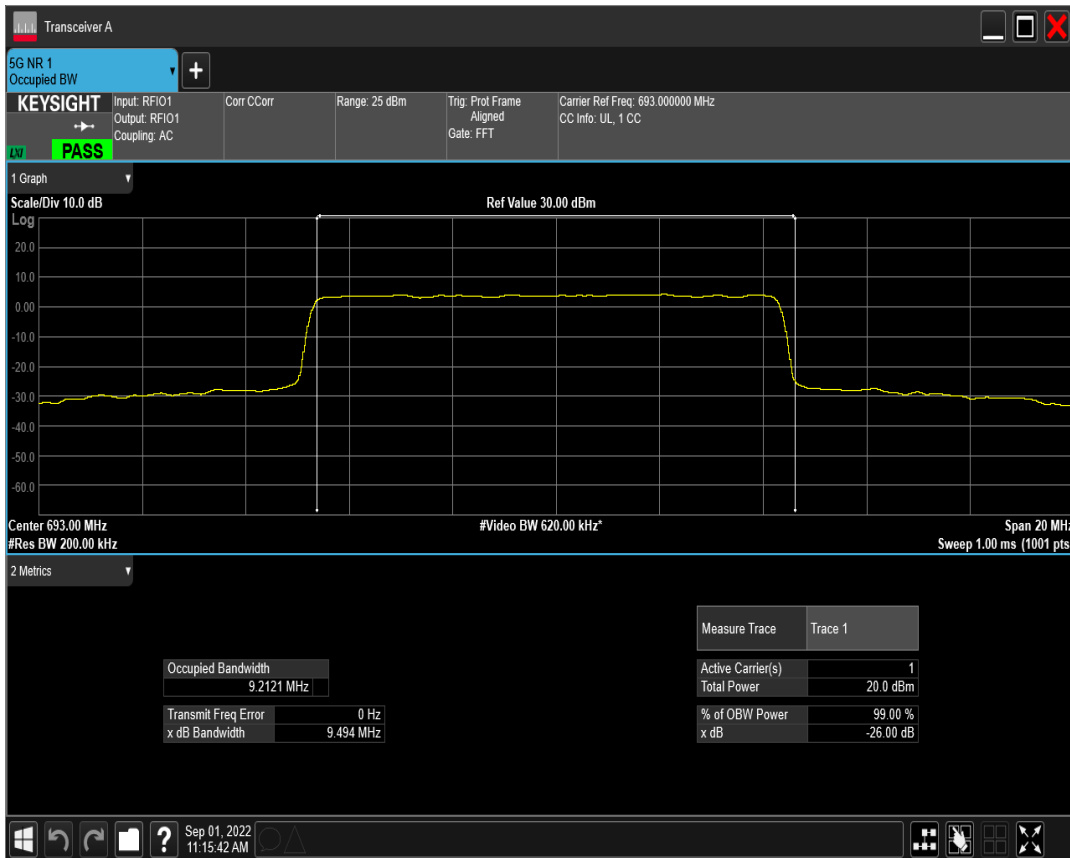 Transceiver A
5G NR 1
Occupied BW
KEYSIGHT
LXI
PASS
Input: RFIO1
Output: RFIO1
Coupling: AC
Corr CCorr
Range: 25 dBm
Trig: Prot Frame
Aligned
Gate: FFT
Carrier Ref Freq: 693.000000 MHz
CC Info: UL, 1 CC
1 Graph
Scale/Div 10.0 dB
Ref Value 30.00 dBm
Log
20.0
10.0
0.00
-10.0
-20.0
-30.0
-40.0
-50.0
-60.0
Center 693.00 MHz
#Video BW 620.00 kHz*
Span 20 MHz
#Res BW 200.00 kHz
Sweep 1.00 ms (1001 pts
2 Metrics
Measure Trace Trace 1
Occupied Bandwidth
9.2121 MHz
Active Carrier(s) 1
Total Power 20.0 dBm
Transmit Freq Error 0 Hz
x dB Bandwidth 9.494 MHz
% of OBW Power 99.00 %
x dB -26.00 dB
?
Sep 01, 2022
11:15:42 AM